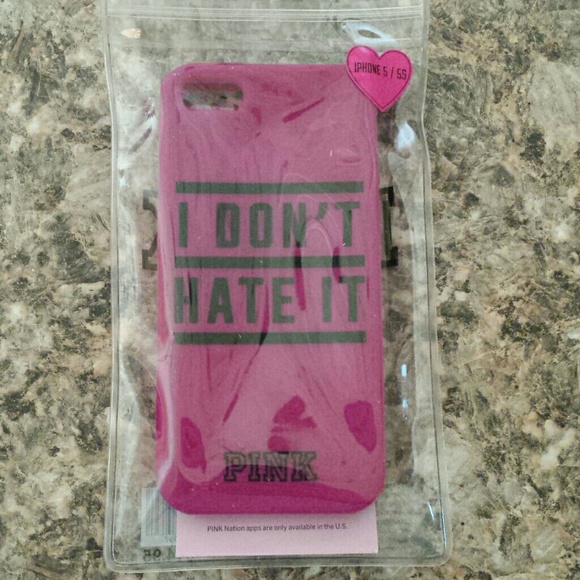 IPHONE 5 / 5S
I DON'T
HATE IT
PINK
PINK Nation apps are only available in the U.S.